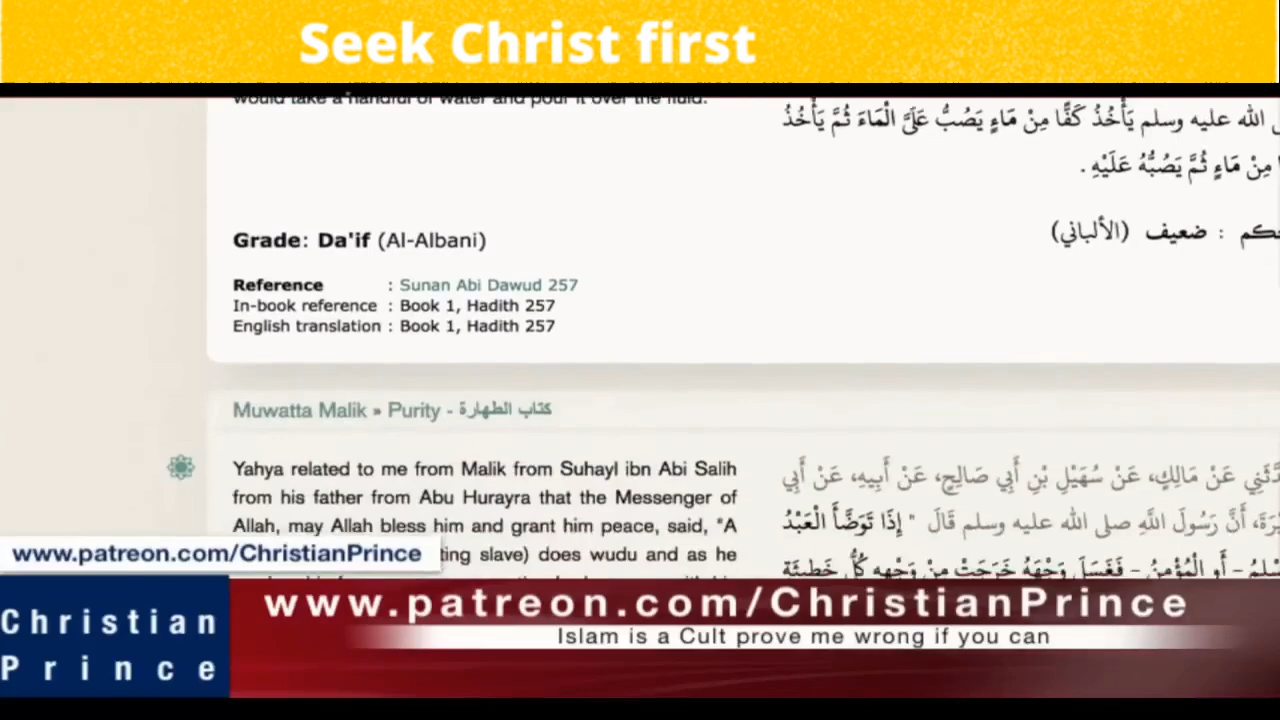 Seek Christ first
would take a handful of water and pour it over the fluid.
الله عليه وسلم يَأْخُذُ كَفًّا مِنْ مَاءٍ يَصُبُّ عَلَىَّ الْمَاءَ ثُمَّ يَأْخُذُ
مِنْ مَاءٍ ثُمَّ يَصُبُّهُ عَلَيْهِ .
Grade: Da'if (Al-Albani)
ضعيف (الألباني)
Reference : Sunan Abi Dawud 257
In-book reference : Book 1, Hadith 257
English translation : Book 1, Hadith 257
Muwatta Malik » Purity - كتاب الطهارة
Yahya related to me from Malik from Suhayl ibn Abi Salih
from his father from Abu Hurayra that the Messenger of
Allah, may Allah bless him and grant him peace, said, "A
slave) does wudu and as he
عَنْ مَالِكٍ، عَنْ سُهَيْلِ بْنِ أَبِي صَالِحٍ، عَنْ أَبِيهِ، عَنْ أَبِي
أَنَّ رَسُولَ اللَّهِ صلى الله عليه وسلم قَالَ " إِذَا تَوَضَّأَ الْعَبْدُ
- أَوِ الْمُؤْمِنُ - فَغَسَلَ وَجْهَهُ خَرَجَتْ مِنْ وَجْهِهِ كُلُّ خَطِيئَةٍ
www.patreon.com/ChristianPrince
Christian
Prince
www.patreon.com/ChristianPrince
Islam is a Cult prove me wrong if you can